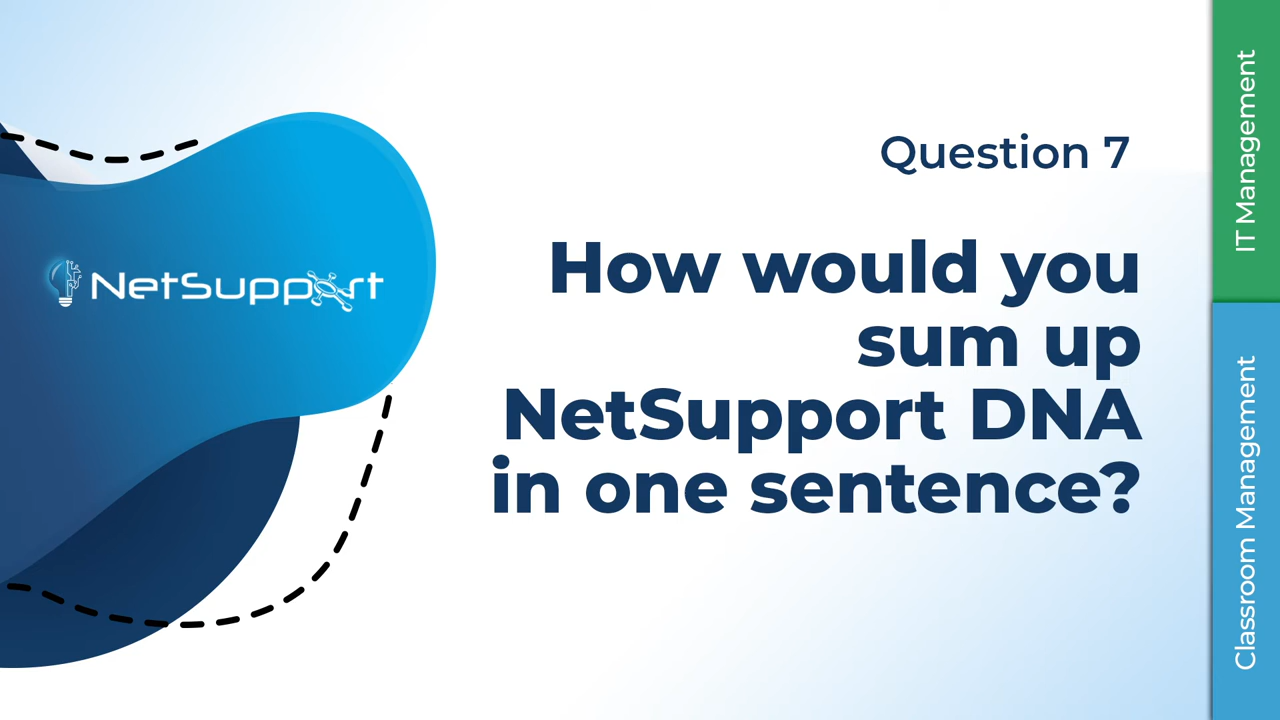 NetSupport
Question 7
How would you
sum up
NetSupport DNA
in one sentence?
IT Management
Classroom Management